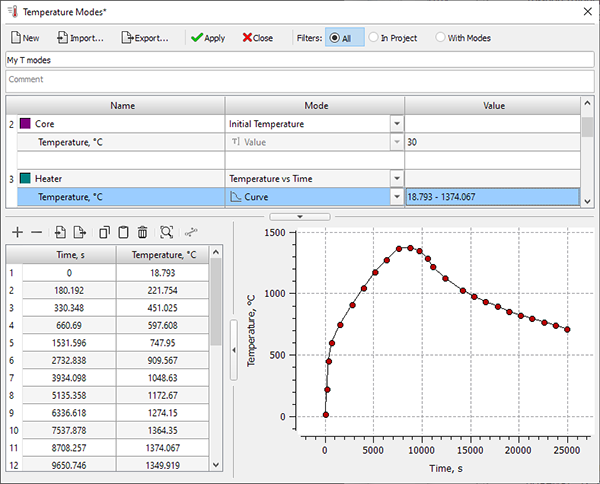 Temperature Modes*
New Import... Export... Apply Close Filters: All In Project With Modes
My T modes
Comment
Name Mode Value
2 Core Initial Temperature
Temperature, °C Value 30
3 Heater Temperature vs Time
Temperature, °C Curve 18.793 - 1374.067
Time, s Temperature, °C
1 0 18.793
2 180.192 221.754
3 330.348 451.025
4 660.69 597.608
5 1531.596 747.95
6 2732.838 909.567
7 3934.098 1048.63
8 5135.358 1172.67
9 6336.618 1274.15
10 7537.878 1364.35
11 8708.257 1374.067
12 9650.746 1349.919
Temperature, °C
1500
1000
500
0
0 5000 10000 15000 20000 25000
Time, s